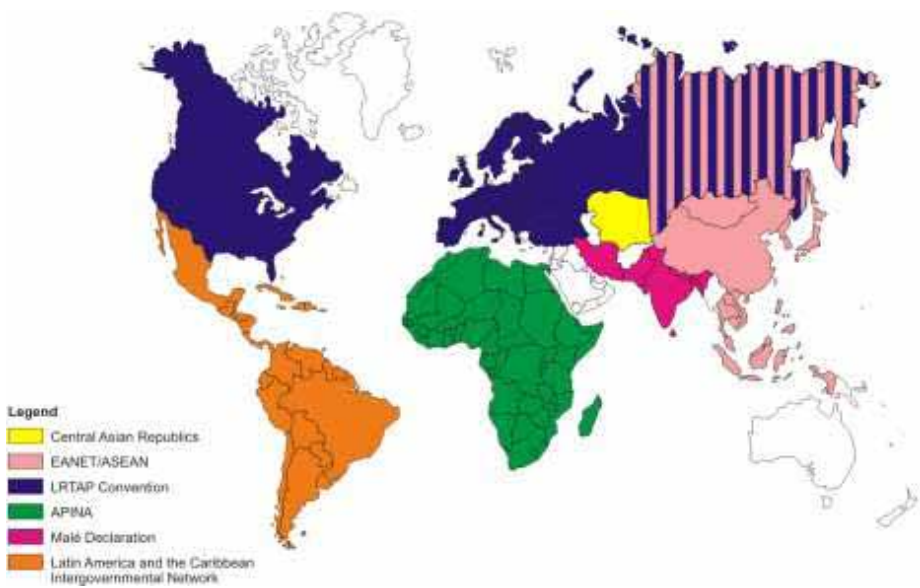 Legend
Central Asian Republics
EANET/ASEAN
LRTAP Convention
APINA
Malé Declaration
Latin America and the Caribbean
Intergovernmental Network